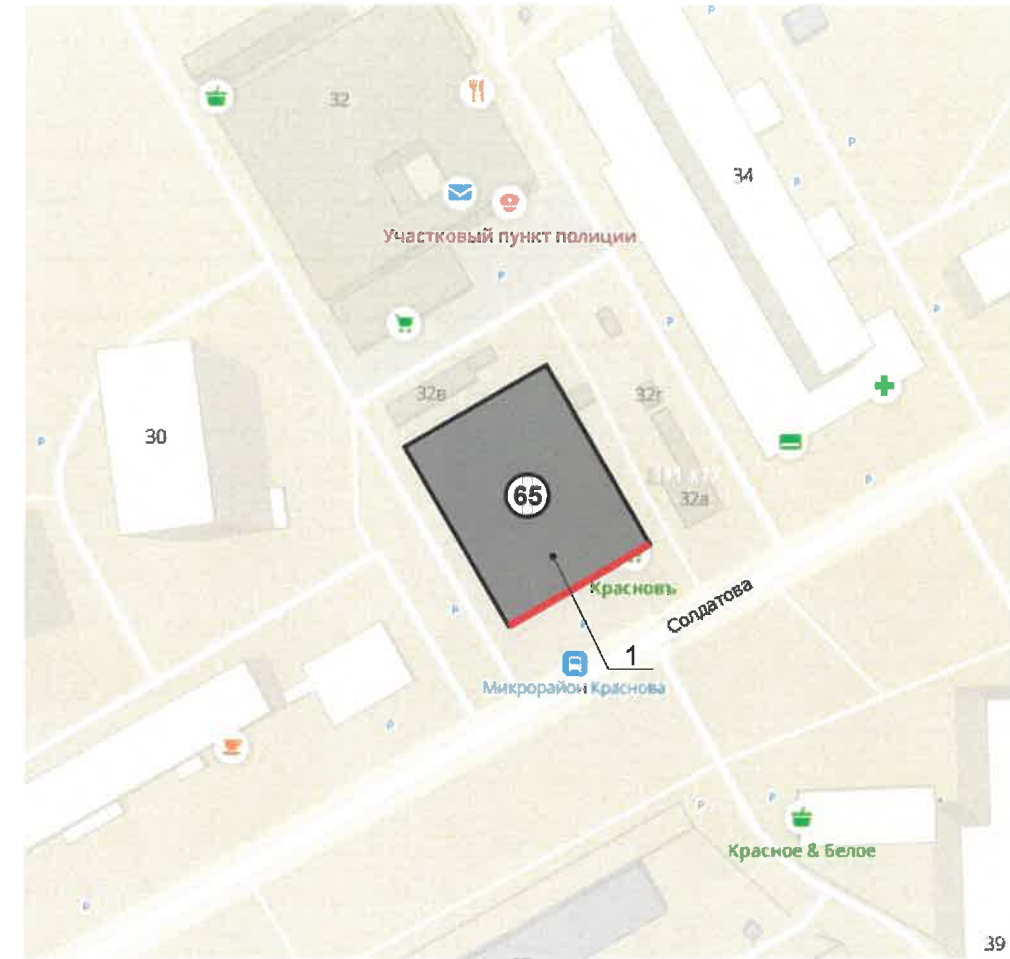 32
34
Участковый пункт полиции
32в
32г
30
65
32а
Красновъ
Солдатова
1
Микрорайон Краснова
Красное & Белое
39